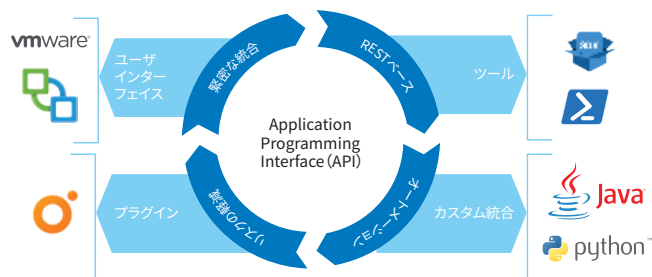 vmware®
ユーザ
インター
フェイス
緊密な統合
RESTベース
ツール
Application
Programming
Interface（API）
プラグイン
リスクの軽減
オートメーション
カスタム統合
Java™
python™